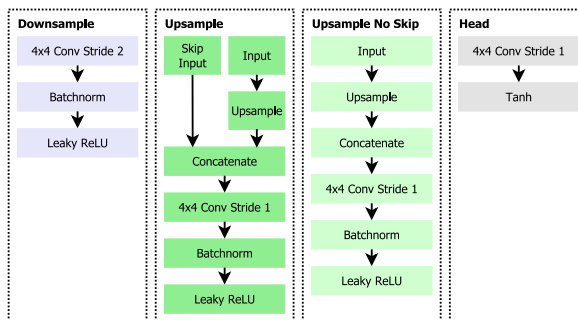 Downsample
4x4 Conv Stride 2
Batchnorm
Leaky ReLU
Upsample
Skip
Input
Input
Upsample
Concatenate
4x4 Conv Stride 1
Batchnorm
Leaky ReLU
Upsample No Skip
Input
Upsample
Concatenate
4x4 Conv Stride 1
Batchnorm
Leaky ReLU
Head
4x4 Conv Stride 1
Tanh